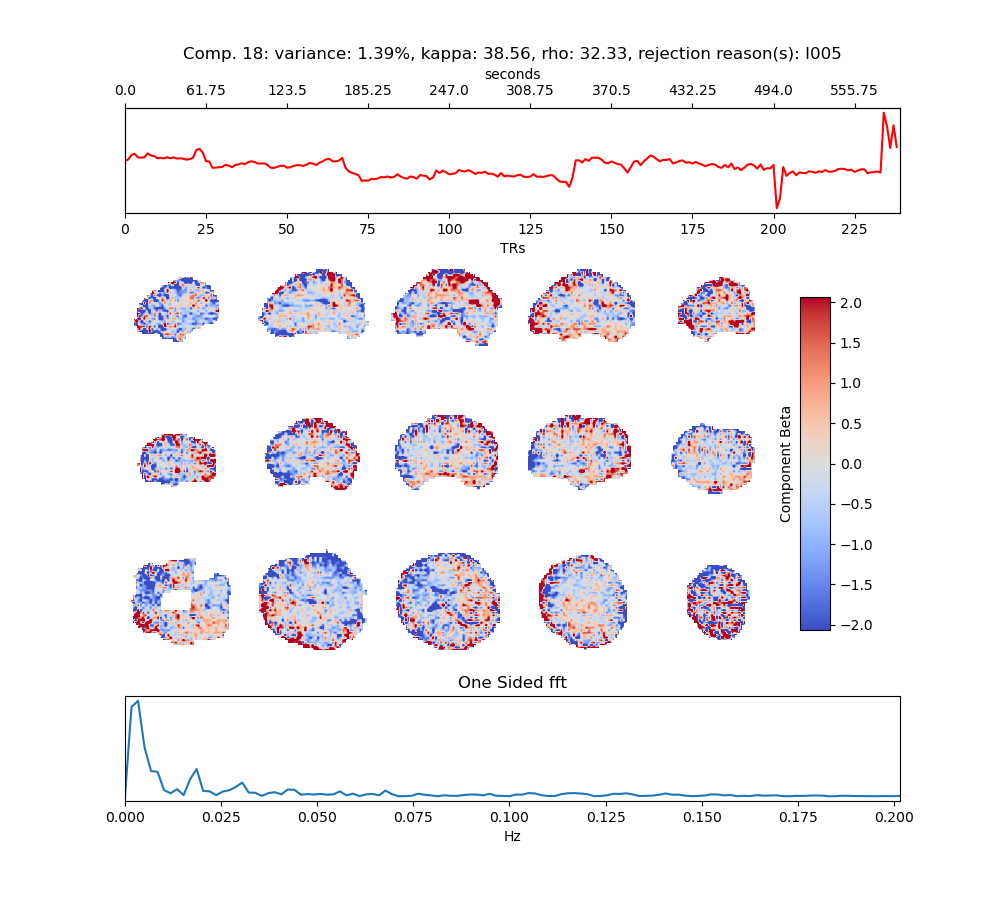 Comp. 18: variance: 1.39%, kappa: 38.56, rho: 32.33, rejection reason(s): I005
seconds
0.0 61.75 123.5 185.25 247.0 308.75 370.5 432.25 494.0 555.75
0 25 50 75 100 125 150 175 200 225
TRs
2.0
1.5
1.0
0.5
0.0
−0.5
−1.0
−1.5
−2.0
Component Beta
One Sided fft
0.000 0.025 0.050 0.075 0.100 0.125 0.150 0.175 0.200
Hz